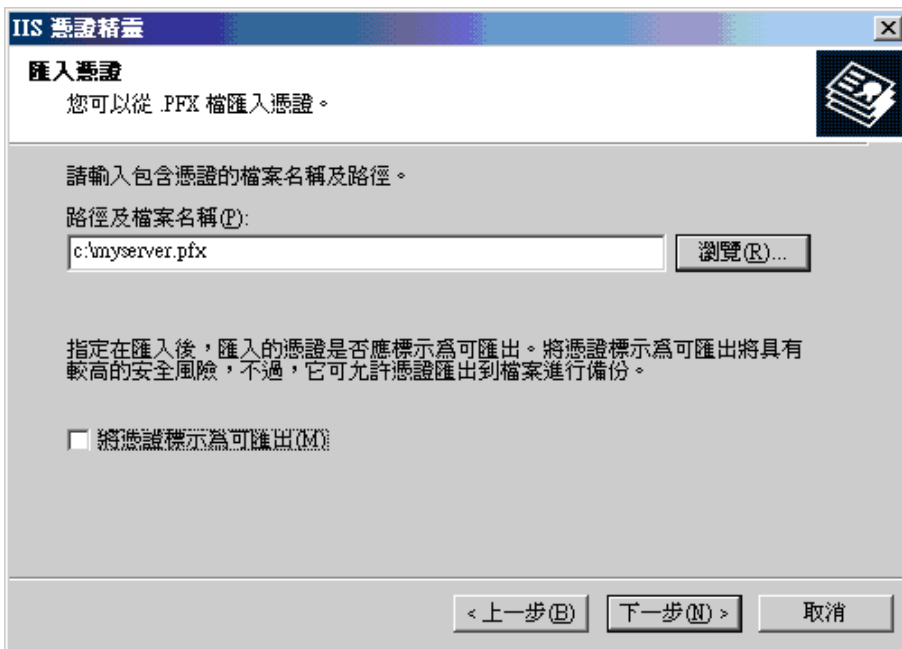 IIS 憑證精靈
匯入憑證
您可以從 .PFX 檔匯入憑證。
請輸入包含憑證的檔案名稱及路徑。
路徑及檔案名稱(P):
c:\myserver.pfx
瀏覽(R)...
指定在匯入後，匯入的憑證是否應標示為可匯出。將憑證標示為可匯出將具有
較高的安全風險，不過，它可允許憑證匯出到檔案進行備份。
將憑證標示為可匯出(M)
< 上一步(B)
下一步(N) >
取消